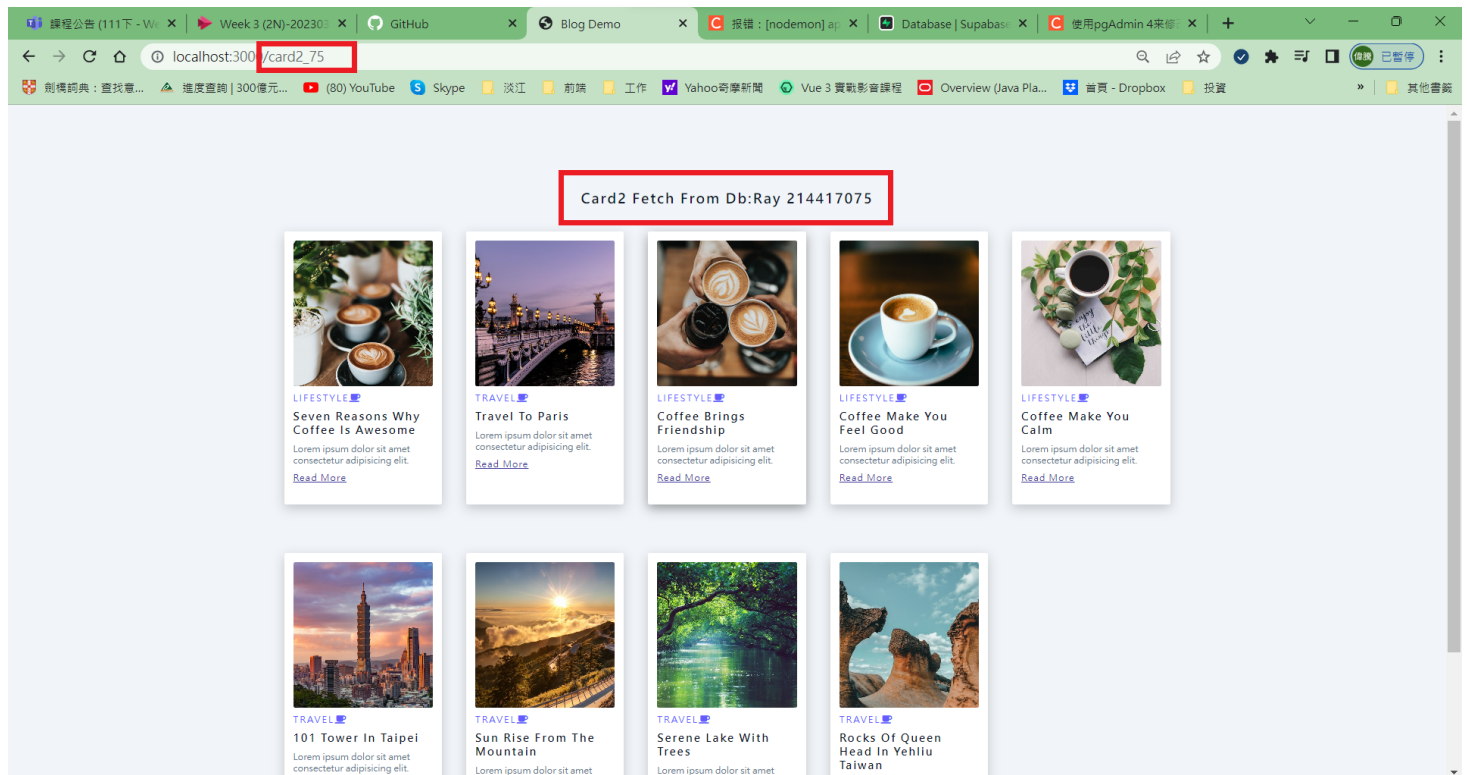 課程公告 (111下 - We
Week 3 (2N)-202303
GitHub
Blog Demo
报错：[nodemon] ap
Database | Supabase
使用pgAdmin 4来修
localhost:3000/card2_75
已暫停
劍橋詞典：查找意...
進度查詢 | 300億元...
(80) YouTube
Skype
淡江
前端
工作
Yahoo奇摩新聞
Vue 3 實戰影音課程
Overview (Java Pla...
首頁 - Dropbox
投資
»
其他書籤
Card2 Fetch From Db:Ray 214417075
LIFESTYLE
Seven Reasons Why
Coffee Is Awesome
Lorem ipsum dolor sit amet
consectetur adipisicing elit.
Read More
TRAVEL
Travel To Paris
Lorem ipsum dolor sit amet
consectetur adipisicing elit.
Read More
LIFESTYLE
Coffee Brings
Friendship
Lorem ipsum dolor sit amet
consectetur adipisicing elit.
Read More
LIFESTYLE
Coffee Make You
Feel Good
Lorem ipsum dolor sit amet
consectetur adipisicing elit.
Read More
enjoy
the
little
things
LIFESTYLE
Coffee Make You
Calm
Lorem ipsum dolor sit amet
consectetur adipisicing elit.
Read More
TRAVEL
101 Tower In Taipei
Lorem ipsum dolor sit amet
consectetur adipisicing elit.
TRAVEL
Sun Rise From The
Mountain
Lorem ipsum dolor sit amet
TRAVEL
Serene Lake With
Trees
Lorem ipsum dolor sit amet
TRAVEL
Rocks Of Queen
Head In Yehliu
Taiwan